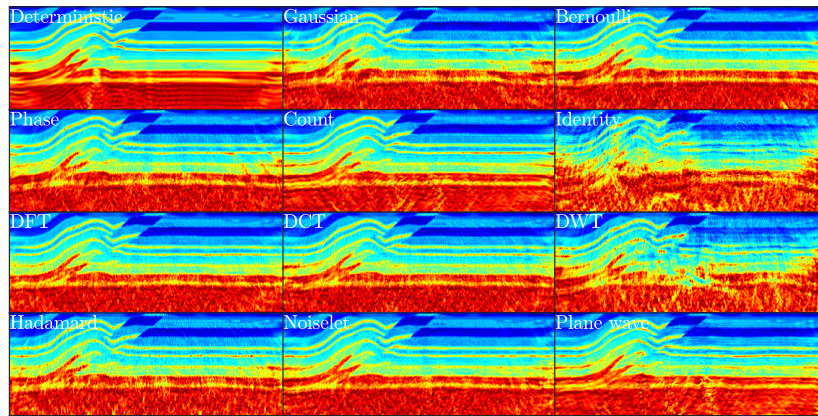 Deterministic
Gaussian
Bernoulli
Phase
Count
Identity
DFT
DCT
DWT
Hadamard
Noiselet
Plane wave